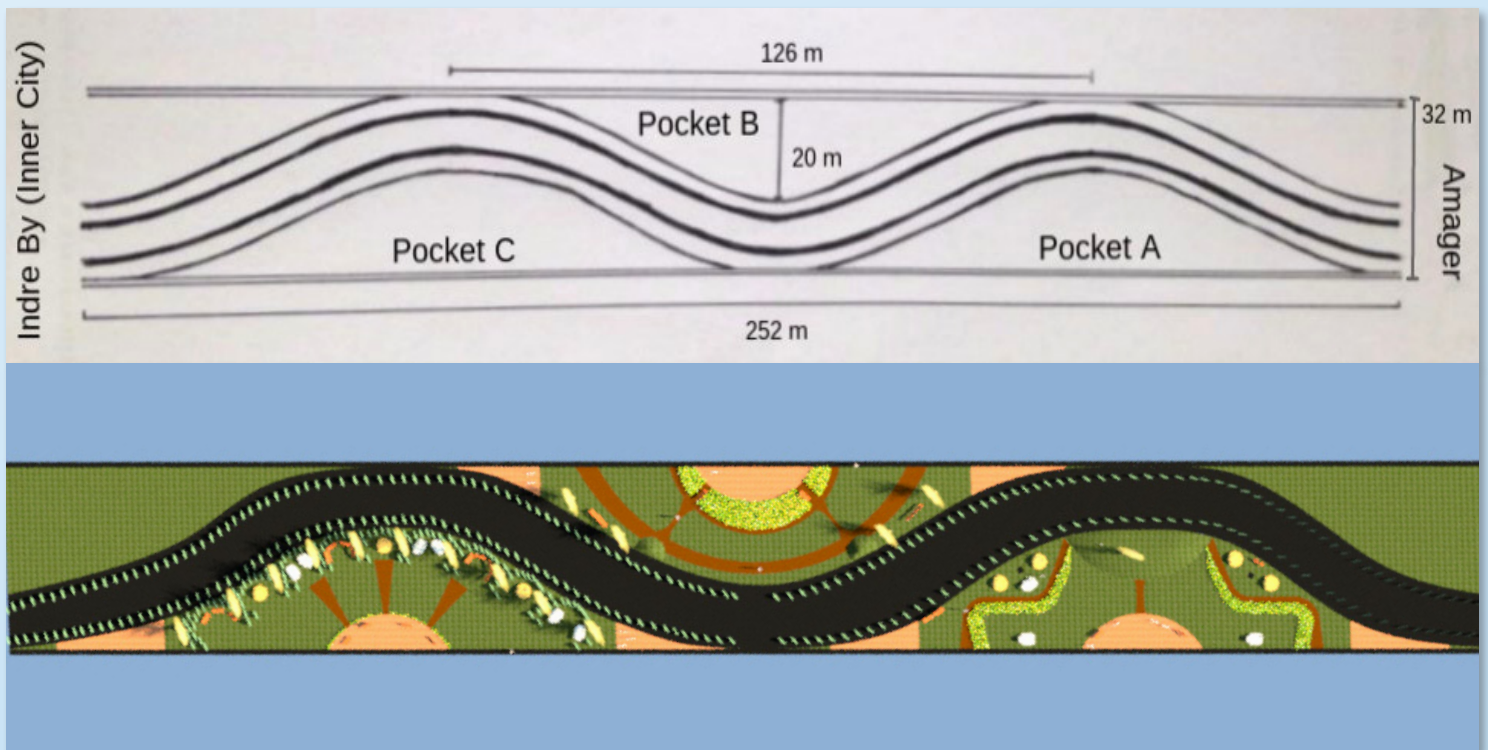 Indre By (Inner City)
126 m
Pocket B
20 m
32 m
Amager
Pocket C
Pocket A
252 m